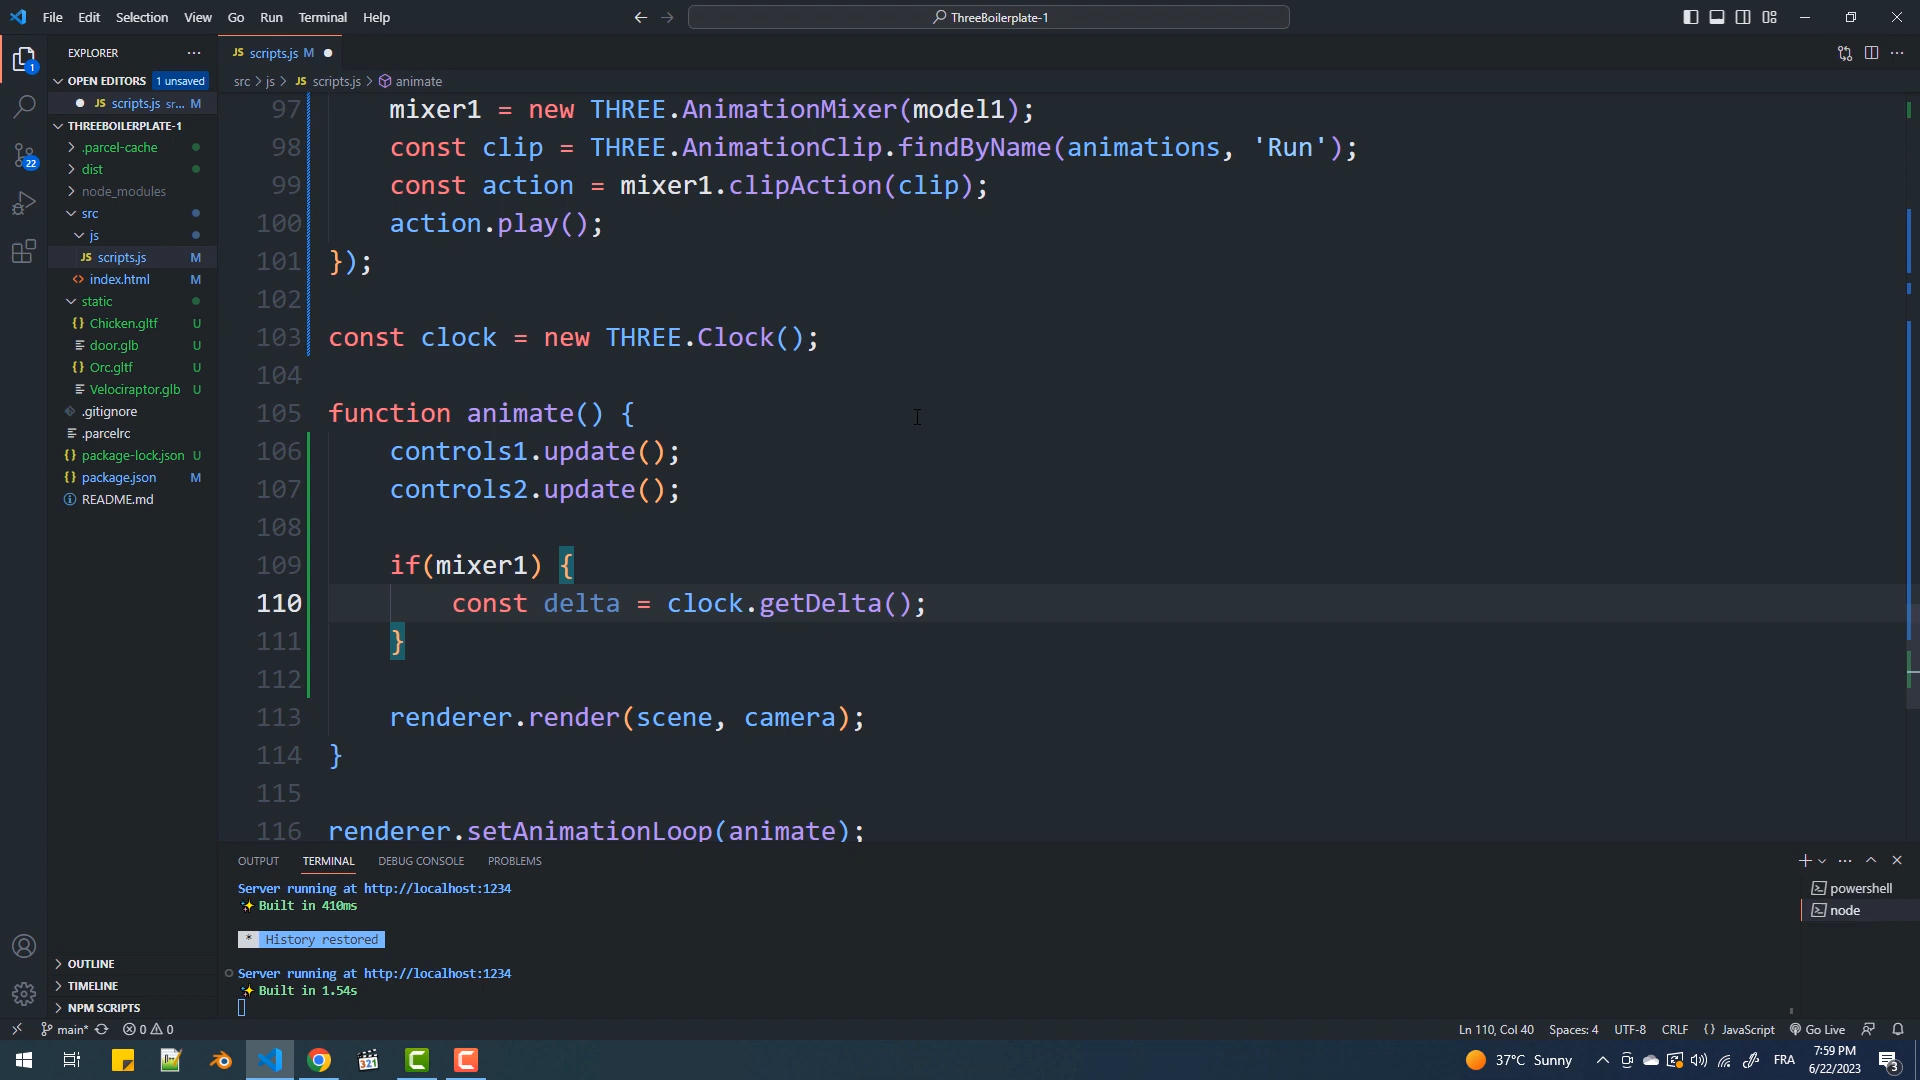 File Edit Selection View Go Run Terminal Help
ThreeBoilerplate-1
EXPLORER
OPEN EDITORS 1 unsaved
JS scripts.js sr... M
THREEBOILERPLATE-1
.parcel-cache
dist
node_modules
src
js
JS scripts.js M
index.html M
static
{} Chicken.gltf U
door.glb U
{} Orc.gltf U
Velociraptor.glb U
.gitignore
.parcelrc
{} package-lock.json U
{} package.json M
README.md
OUTLINE
TIMELINE
NPM SCRIPTS
1
22
JS scripts.js M
src > js > JS scripts.js > animate
97 mixer1 = new THREE.AnimationMixer(model1);
98 const clip = THREE.AnimationClip.findByName(animations, 'Run');
99 const action = mixer1.clipAction(clip);
100 action.play();
101 });
102
103 const clock = new THREE.Clock();
104
105 function animate() {
106 controls1.update();
107 controls2.update();
108
109 if(mixer1) {
110 const delta = clock.getDelta();
111 }
112
113 renderer.render(scene, camera);
114 }
115
116 renderer.setAnimationLoop(animate);
OUTPUT TERMINAL DEBUG CONSOLE PROBLEMS
Server running at http://localhost:1234
✨ Built in 410ms
* History restored
Server running at http://localhost:1234
✨ Built in 1.54s
powershell
node
main* 0 0
Ln 110, Col 40 Spaces: 4 UTF-8 CRLF {} JavaScript Go Live
321
37°C Sunny
FRA
7:59 PM
6/22/2023
3